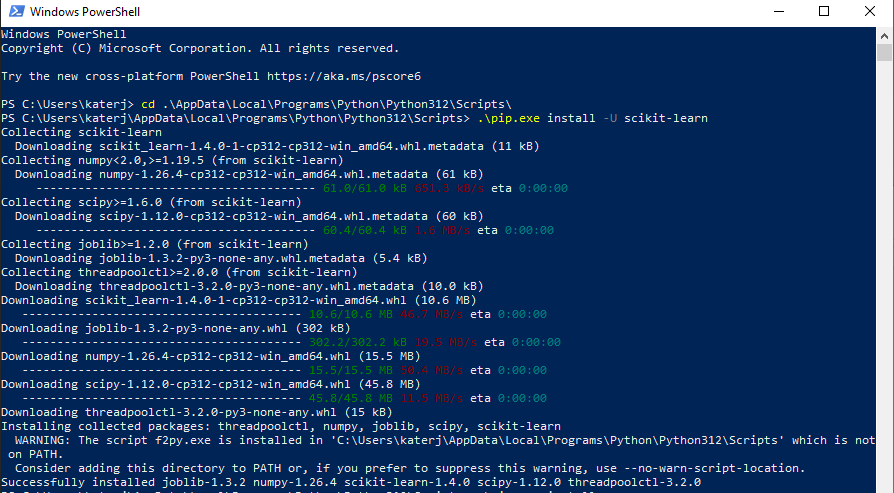 Windows PowerShell
Windows PowerShell
Copyright (C) Microsoft Corporation. All rights reserved.
Try the new cross-platform PowerShell https://aka.ms/pscore6
PS C:\Users\katerj> cd .\AppData\Local\Programs\Python\Python312\Scripts\
PS C:\Users\katerj\AppData\Local\Programs\Python\Python312\Scripts> .\pip.exe install -U scikit-learn
Collecting scikit-learn
  Downloading scikit_learn-1.4.0-1-cp312-cp312-win_amd64.whl.metadata (11 kB)
Collecting numpy<2.0,>=1.19.5 (from scikit-learn)
  Downloading numpy-1.26.4-cp312-cp312-win_amd64.whl.metadata (61 kB)
     ---------------------------------------- 61.0/61.0 kB 651.3 kB/s eta 0:00:00
Collecting scipy>=1.6.0 (from scikit-learn)
  Downloading scipy-1.12.0-cp312-cp312-win_amd64.whl.metadata (60 kB)
     ---------------------------------------- 60.4/60.4 kB 1.6 MB/s eta 0:00:00
Collecting joblib>=1.2.0 (from scikit-learn)
  Downloading joblib-1.3.2-py3-none-any.whl.metadata (5.4 kB)
Collecting threadpoolctl>=2.0.0 (from scikit-learn)
  Downloading threadpoolctl-3.2.0-py3-none-any.whl.metadata (10.0 kB)
Downloading scikit_learn-1.4.0-1-cp312-cp312-win_amd64.whl (10.6 MB)
   ---------------------------------------- 10.6/10.6 MB 46.7 MB/s eta 0:00:00
Downloading joblib-1.3.2-py3-none-any.whl (302 kB)
   ---------------------------------------- 302.2/302.2 kB 19.5 MB/s eta 0:00:00
Downloading numpy-1.26.4-cp312-cp312-win_amd64.whl (15.5 MB)
   ---------------------------------------- 15.5/15.5 MB MB/s eta 0:00:00
Downloading scipy-1.12.0-cp312-cp312-win_amd64.whl (45.8 MB)
   ---------------------------------------- 45.8/45.8 MB 11.5 MB/s eta 0:00:00
Downloading threadpoolctl-3.2.0-py3-none-any.whl (15 kB)
Installing collected packages: threadpoolctl, numpy, joblib, scipy, scikit-learn
  WARNING: The script f2py.exe is installed in 'C:\Users\katerj\AppData\Local\Programs\Python\Python312\Scripts' which is not
 on PATH.
  Consider adding this directory to PATH or, if you prefer to suppress this warning, use --no-warn-script-location.
Successfully installed joblib-1.3.2 numpy-1.26.4 scikit-learn-1.4.0 scipy-1.12.0 threadpoolctl-3.2.0